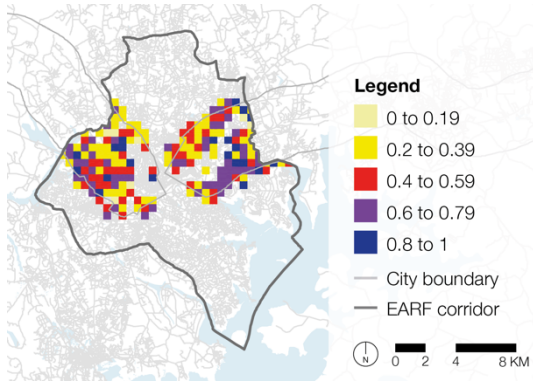 Legend
0 to 0.19
0.2 to 0.39
0.4 to 0.59
0.6 to 0.79
0.8 to 1
City boundary
EARF corridor
N 0 2 4 8 KM